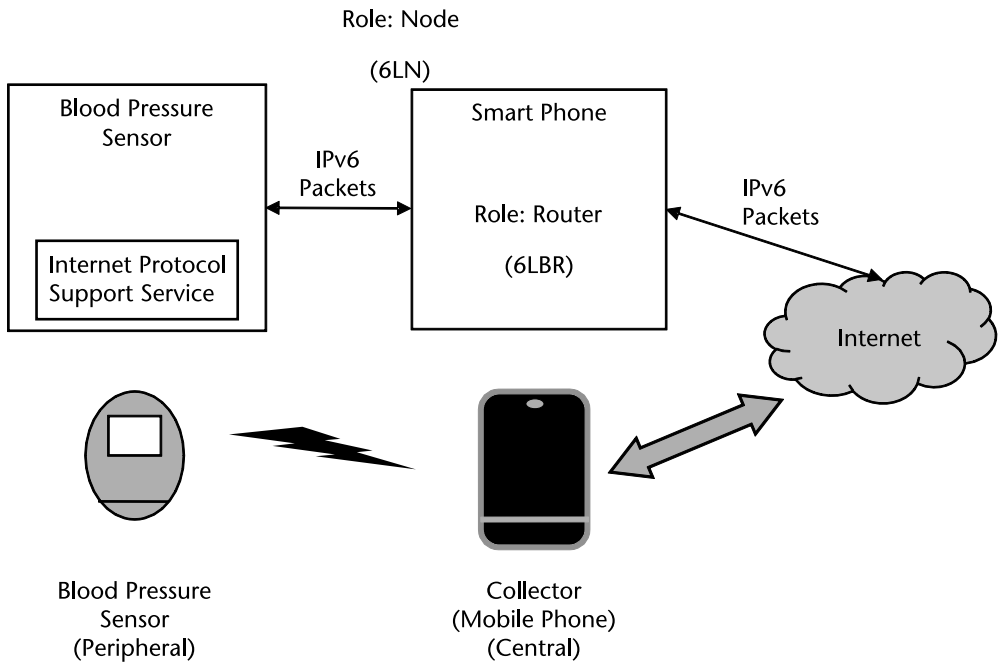 Role: Node
(6LN)
Blood Pressure
Sensor
Internet Protocol
Support Service
IPv6
Packets
Smart Phone
Role: Router
(6LBR)
IPv6
Packets
Internet
Blood Pressure
Sensor
(Peripheral)
Collector
(Mobile Phone)
(Central)